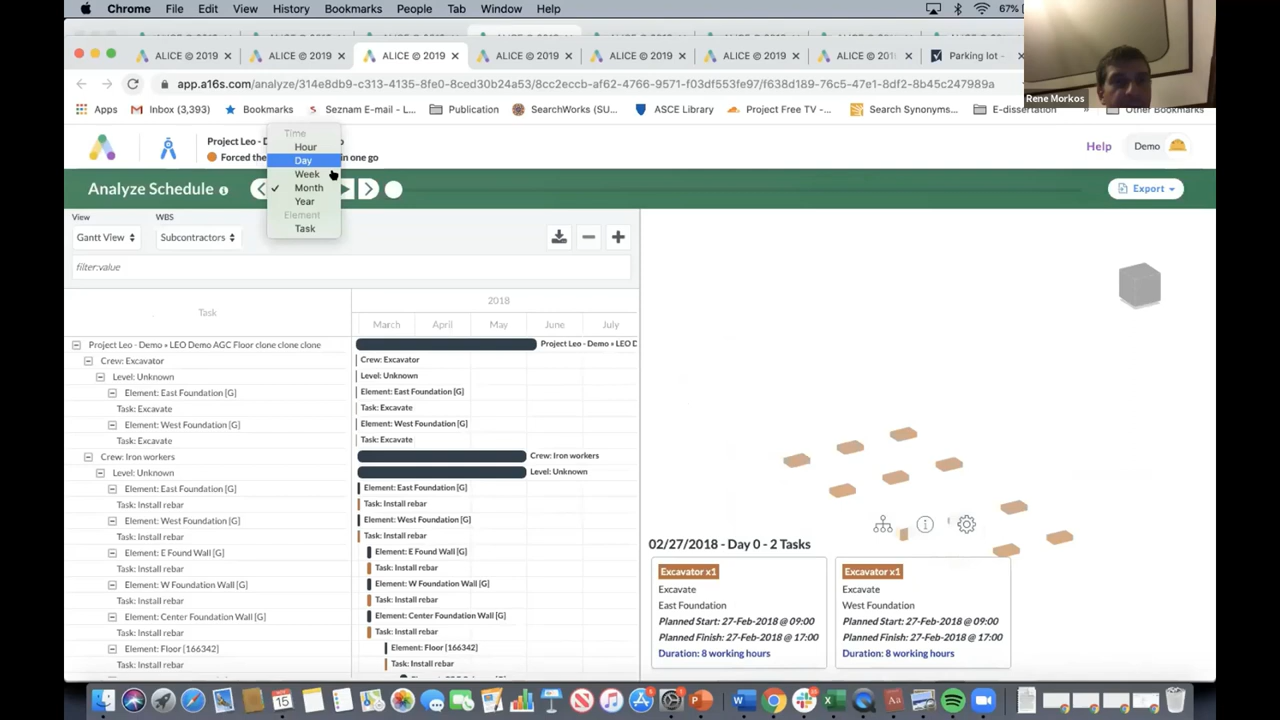 Chrome File Edit View History Bookmarks People Tab Window Help 67%
ALICE © 2019 ALICE © 2019 ALICE © 2019 ALICE © 2019 ALICE © 2019 ALICE © 2019 ALICE © 201 Parking lot -
app.a16s.com/analyze/314e8db9-c313-4135-8fe0-8ced30b24a53/8cc2eccb-af62-4766-9571-f03df553fe97/f638d189-76c5-47e1-8df2-8b45c247989a
Rene Morkos
Apps Inbox (3,393) Bookmarks Seznam E-mail - L... Publication SearchWorks (SU... ASCE Library Project Free TV -... Search Synonyms... E-dissertation Other Bookmarks
Project Leo - D
Forced the in one go
Help Demo
Time
Hour
Day
Week
Month
Year
Element
Task
Analyze Schedule
Export
View WBS
Gantt View Subcontractors
filter:value
Task
2018
March April May June July
Project Leo - Demo » LEO Demo AGC Floor clone clone clone
Project Leo - Demo » LEO D
Crew: Excavator
Crew: Excavator
Level: Unknown
Level: Unknown
Element: East Foundation [G]
Element: East Foundation [G]
Task: Excavate
Task: Excavate
Element: West Foundation [G]
Element: West Foundation [G]
Task: Excavate
Task: Excavate
Crew: Iron workers
Crew: Iron workers
Level: Unknown
Level: Unknown
Element: East Foundation [G]
Element: East Foundation [G]
Task: Install rebar
Task: Install rebar
Element: West Foundation [G]
Element: West Foundation [G]
Task: Install rebar
Task: Install rebar
Element: E Found Wall [G]
Element: E Found Wall [G]
Task: Install rebar
Task: Install rebar
Element: W Foundation Wall [G]
Element: W Foundation Wall [G]
Task: Install rebar
Task: Install rebar
Element: Center Foundation Wall [G]
Element: Center Foundation Wall [G]
Task: Install rebar
Task: Install rebar
Element: Floor [166342]
Element: Floor [166342]
Task: Install rebar
Task: Install rebar
02/27/2018 - Day 0 - 2 Tasks
Excavator x1
Excavate
East Foundation
Planned Start: 27-Feb-2018 @ 09:00
Planned Finish: 27-Feb-2018 @ 17:00
Duration: 8 working hours
Excavator x1
Excavate
West Foundation
Planned Start: 27-Feb-2018 @ 09:00
Planned Finish: 27-Feb-2018 @ 17:00
Duration: 8 working hours
15